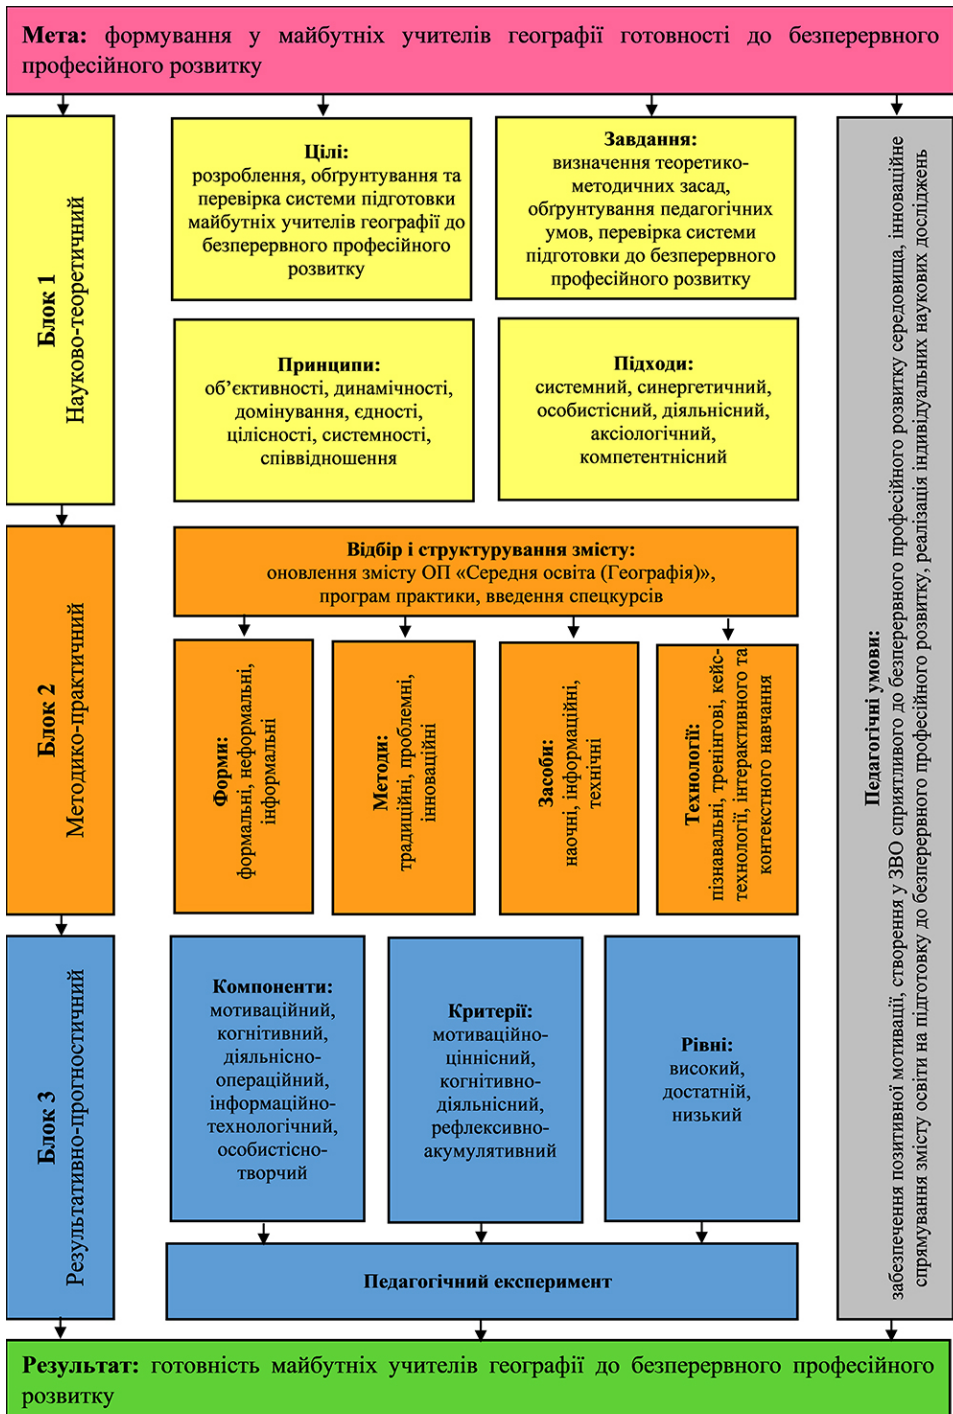 Мета: формування у майбутніх учителів географії готовності до безперервного
професійного розвитку
Блок 1
Науково-теоретичний
Цілі:
розроблення, обґрунтування та
перевірка системи підготовки
майбутніх учителів географії до
безперервного професійного
розвитку
Завдання:
визначення теоретико-
методичних засад,
обґрунтування педагогічних
умов, перевірка системи
підготовки до безперервного
професійного розвитку
Принципи:
об’єктивності, динамічності,
домінування, єдності,
цілісності, системності,
співвідношення
Підходи:
системний, синергетичний,
особистісний, діяльнісний,
аксіологічний,
компетентнісний
Блок 2
Методико-практичний
Відбір і структурування змісту:
оновлення змісту ОП «Середня освіта (Географія)»,
програм практики, введення спецкурсів
Форми:
формальні, неформальні,
інформальні
Методи:
традиційні, проблемні,
інноваційні
Засоби:
наочні, інформаційні,
технічні
Технології:
пізнавальні, тренінгові, кейс-
технології, інтерактивного та
контекстного навчання
Блок 3
Результативно-прогностичний
Компоненти:
мотиваційний,
когнітивний,
діяльнісно-
операційний,
інформаційно-
технологічний,
особистісно-
творчий
Критерії:
мотиваційно-
ціннісний,
когнітивно-
діяльнісний,
рефлексивно-
акумулятивний
Рівні:
високий,
достатній,
низький
Педагогічний експеримент
Педагогічні умови:
забезпечення позитивної мотивації, створення у ЗВО сприятливого до безперервного професійного розвитку середовища, інноваційне
спрямування змісту освіти на підготовку до безперервного професійного розвитку, реалізація індивідуальних наукових досліджень
Результат: готовність майбутніх учителів географії до безперервного професійного
розвитку